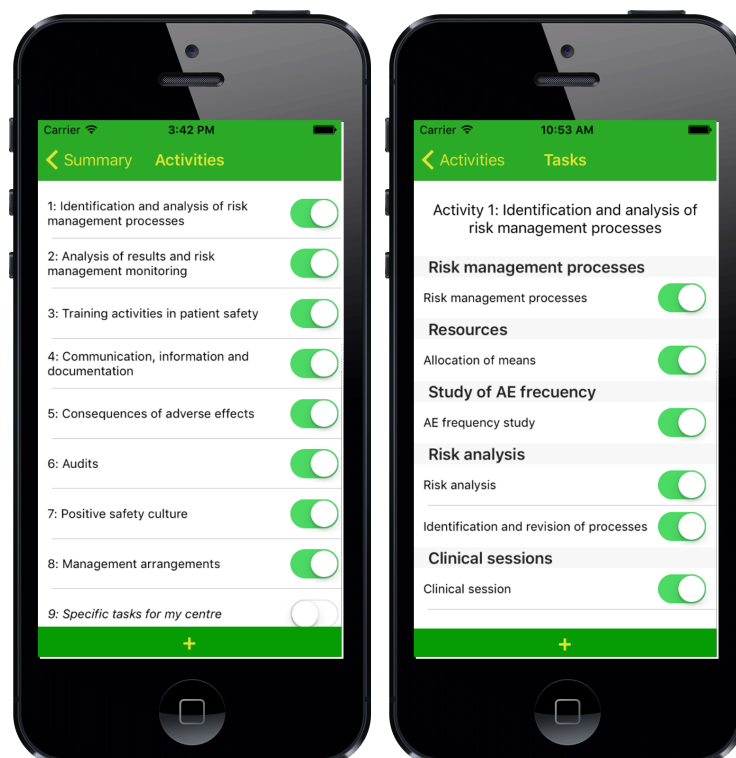 Carrier 3:42 PM
Summary Activities
1: Identification and analysis of risk
management processes
2: Analysis of results and risk
management monitoring
3: Training activities in patient safety
4: Communication, information and
documentation
5: Consequences of adverse effects
6: Audits
7: Positive safety culture
8: Management arrangements
9: Specific tasks for my centre
+
Carrier 10:53 AM
Activities Tasks
Activity 1: Identification and analysis of
risk management processes
Risk management processes
Risk management processes
Resources
Allocation of means
Study of AE frecuency
AE frequency study
Risk analysis
Risk analysis
Identification and revision of processes
Clinical sessions
Clinical session
+